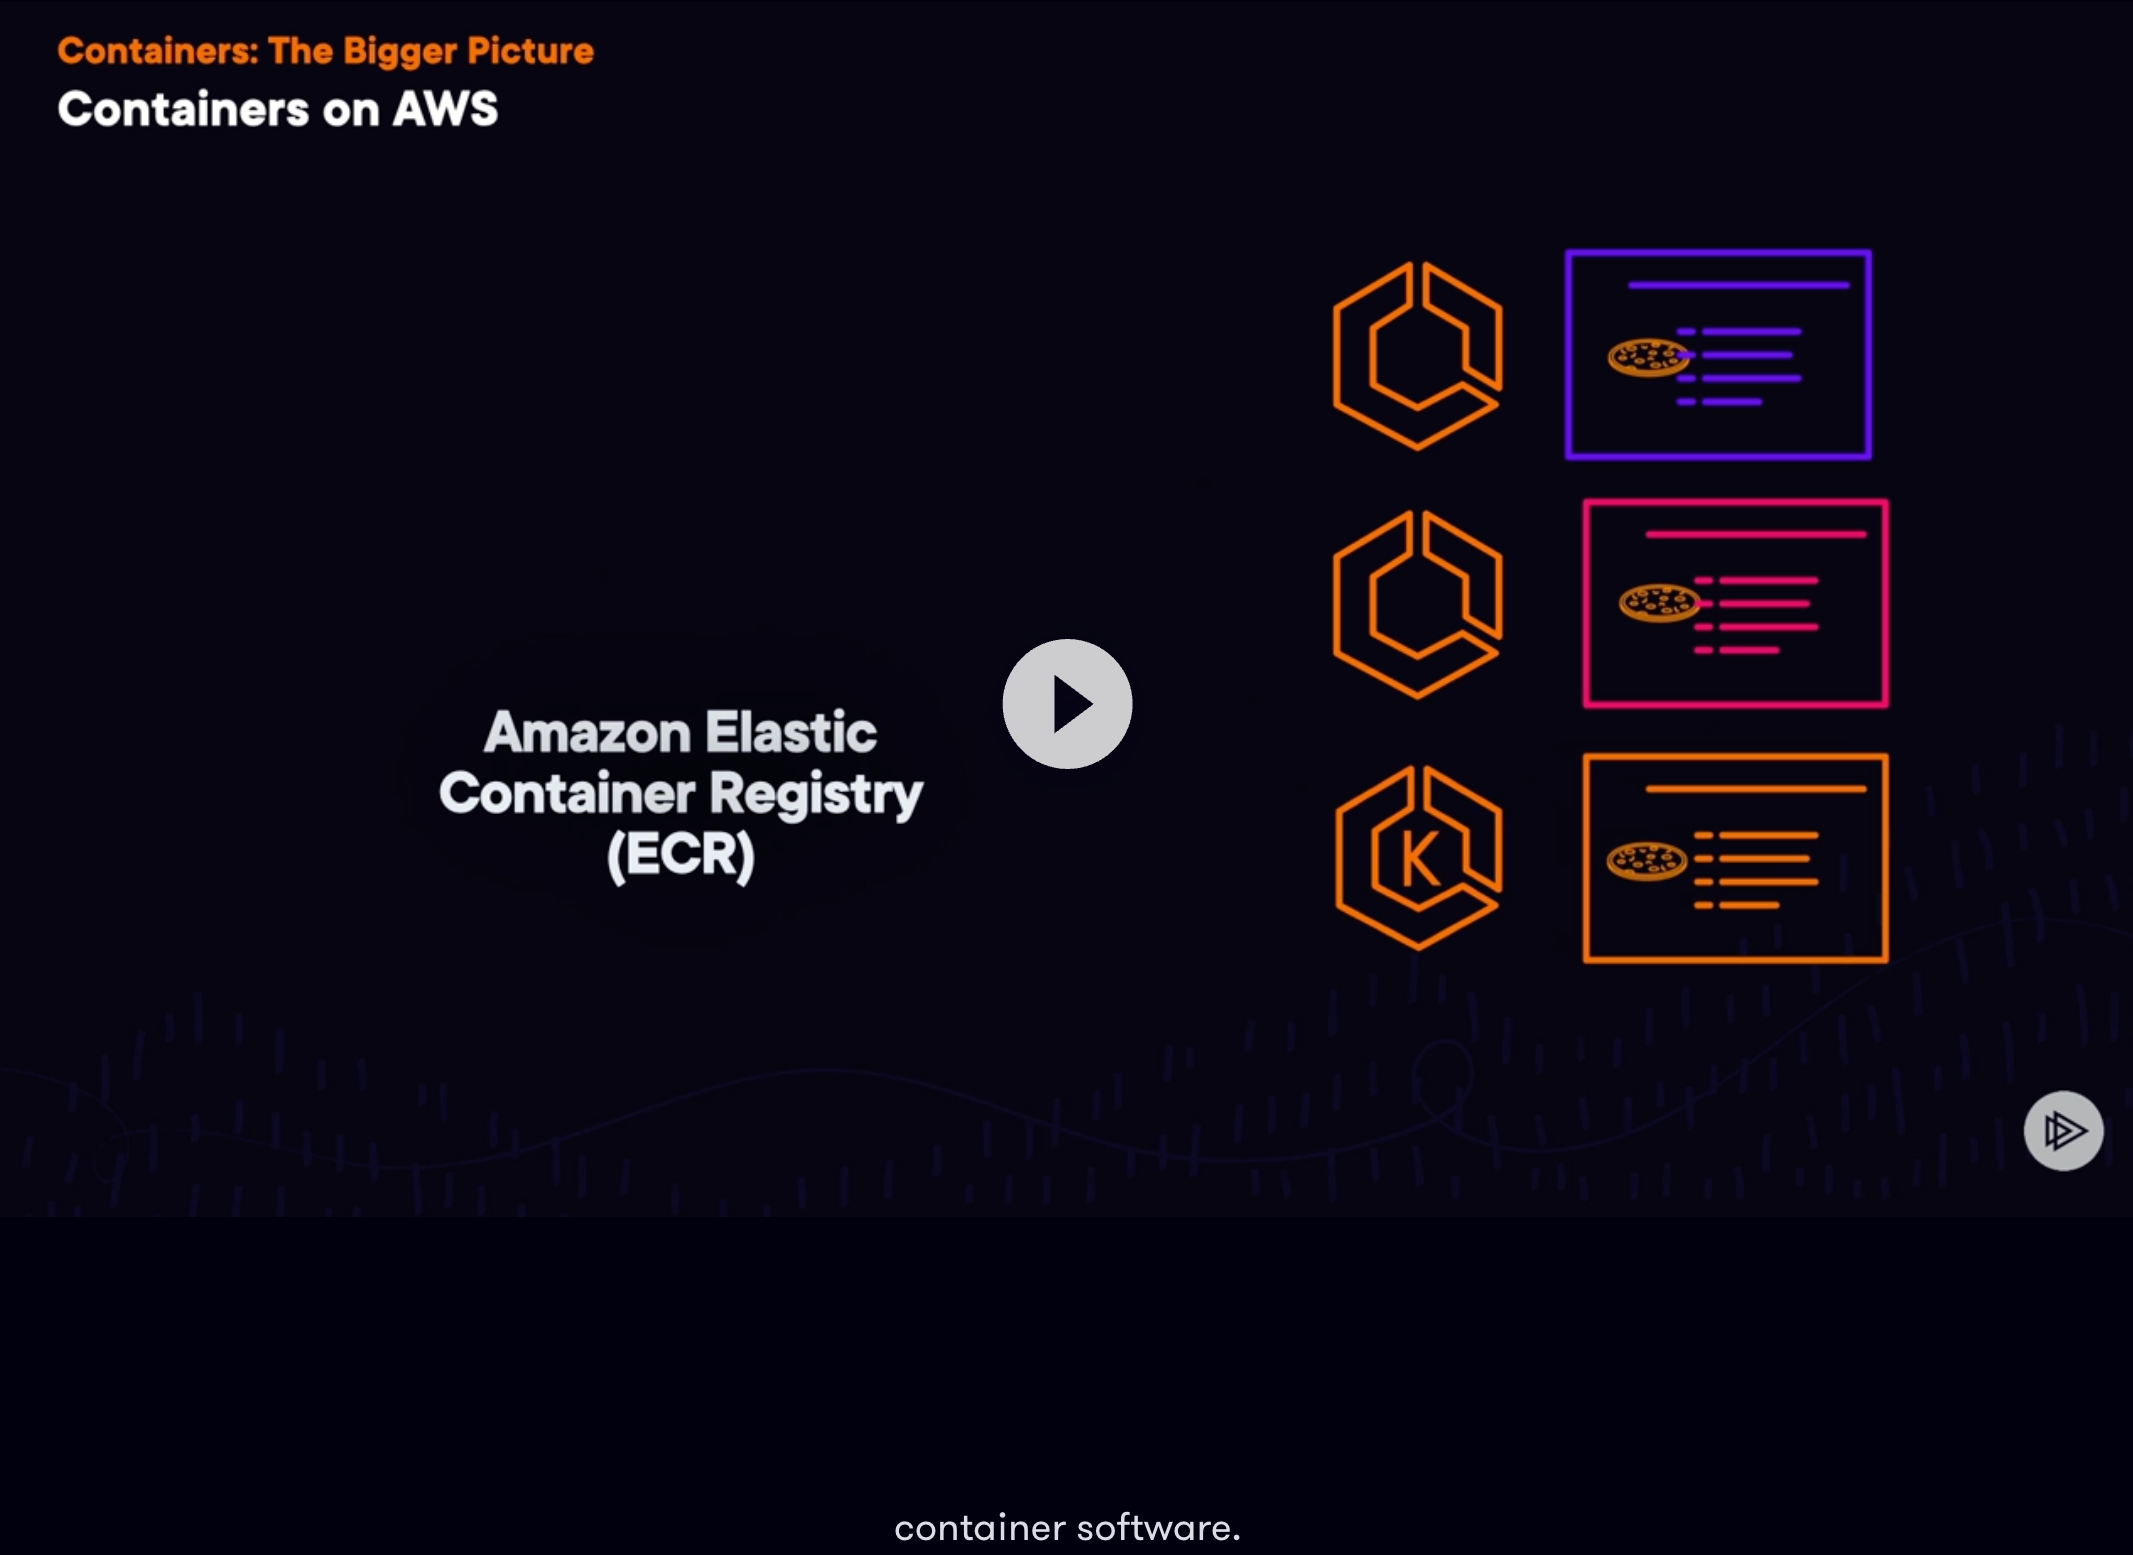 Containers: The Bigger Picture
Containers on AWS
Amazon Elastic
Container Registry
(ECR)
K
container software.